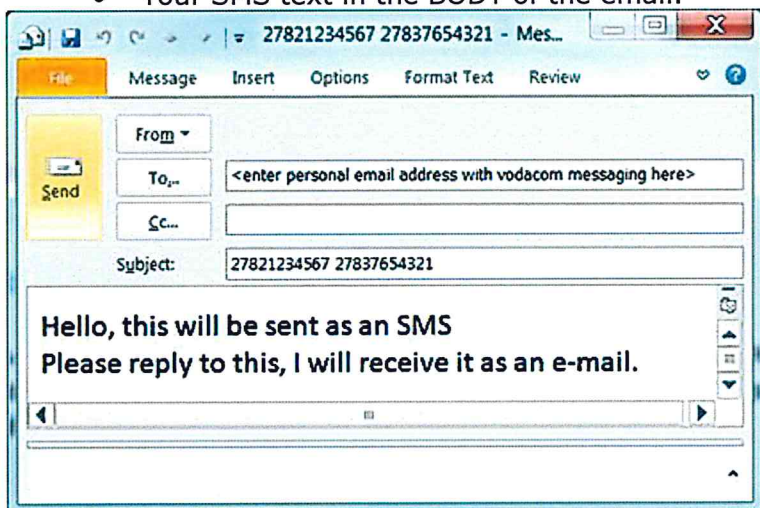 • Your SMS text in the BODY of the email.
27821234567 27837654321 - Mes...
File Message Insert Options Format Text Review
From
Send
To...
<enter personal email address with vodacom messaging here>
Cc...
Subject: 27821234567 27837654321
Hello, this will be sent as an SMS
Please reply to this, I will receive it as an e-mail.